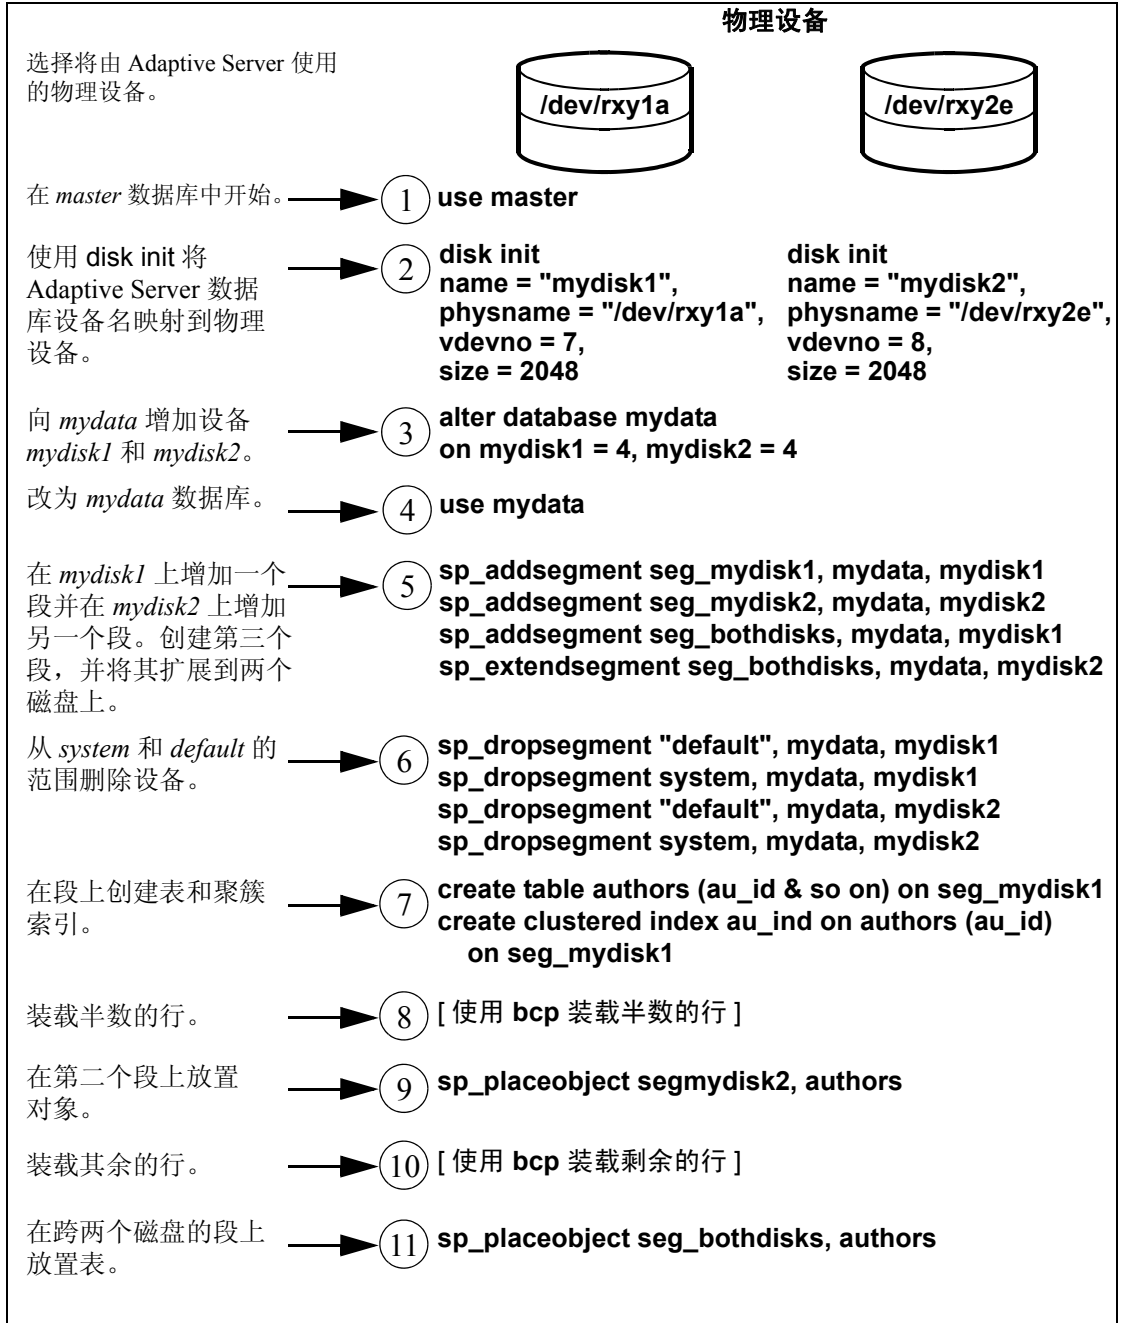 物理设备
选择将由 Adaptive Server 使用
的物理设备。
/dev/rxy1a
/dev/rxy2e
在 master 数据库中开始。
1
use master
使用 disk init 将
Adaptive Server 数据
库设备名映射到物理
设备。
2
disk init
name = "mydisk1",
physname = "/dev/rxy1a",
vdevno = 7,
size = 2048
disk init
name = "mydisk2",
physname = "/dev/rxy2e",
vdevno = 8,
size = 2048
向 mydata 增加设备
mydisk1 和 mydisk2。
3
alter database mydata
on mydisk1 = 4, mydisk2 = 4
改为 mydata 数据库。
4
use mydata
在 mydisk1 上增加一个
段并在 mydisk2 上增加
另一个段。创建第三个
段，并将其扩展到两个
磁盘上。
5
sp_addsegment seg_mydisk1, mydata, mydisk1
sp_addsegment seg_mydisk2, mydata, mydisk2
sp_addsegment seg_bothdisks, mydata, mydisk1
sp_extendsegment seg_bothdisks, mydata, mydisk2
从 system 和 default 的
范围删除设备。
6
sp_dropsegment "default", mydata, mydisk1
sp_dropsegment system, mydata, mydisk1
sp_dropsegment "default", mydata, mydisk2
sp_dropsegment system, mydata, mydisk2
在段上创建表和聚簇
索引。
7
create table authors (au_id & so on) on seg_mydisk1
create clustered index au_ind on authors (au_id)
on seg_mydisk1
装载半数的行。
8
[ 使用 bcp 装载半数的行 ]
在第二个段上放置
对象。
9
sp_placeobject segmydisk2, authors
装载其余的行。
10
[ 使用 bcp 装载剩余的行 ]
在跨两个磁盘的段上
放置表。
11
sp_placeobject seg_bothdisks, authors